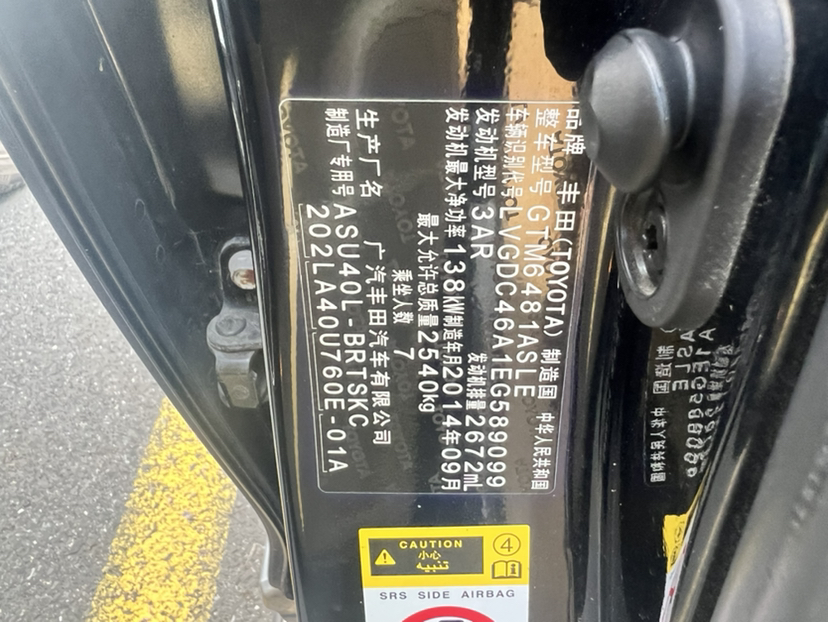 品牌 丰田(TOYOTA) 制造国 中华人民共和国
整车型号 GTM6481ASLE
车辆识别代号 LVGDC46A1EG589099
发动机型号 3AR 发动机排量 2672mL
发动机最大净功率 138kW 制造年月 2014年09月
最大允许总质量 2540kg
乘坐人数 7
生产厂名 广汽丰田汽车有限公司
制造厂专用号 ASU40L-BRTSKC
202LA40U760E-01A
CAUTION
小心
تنبيه
4
SRS SIDE AIRBAG